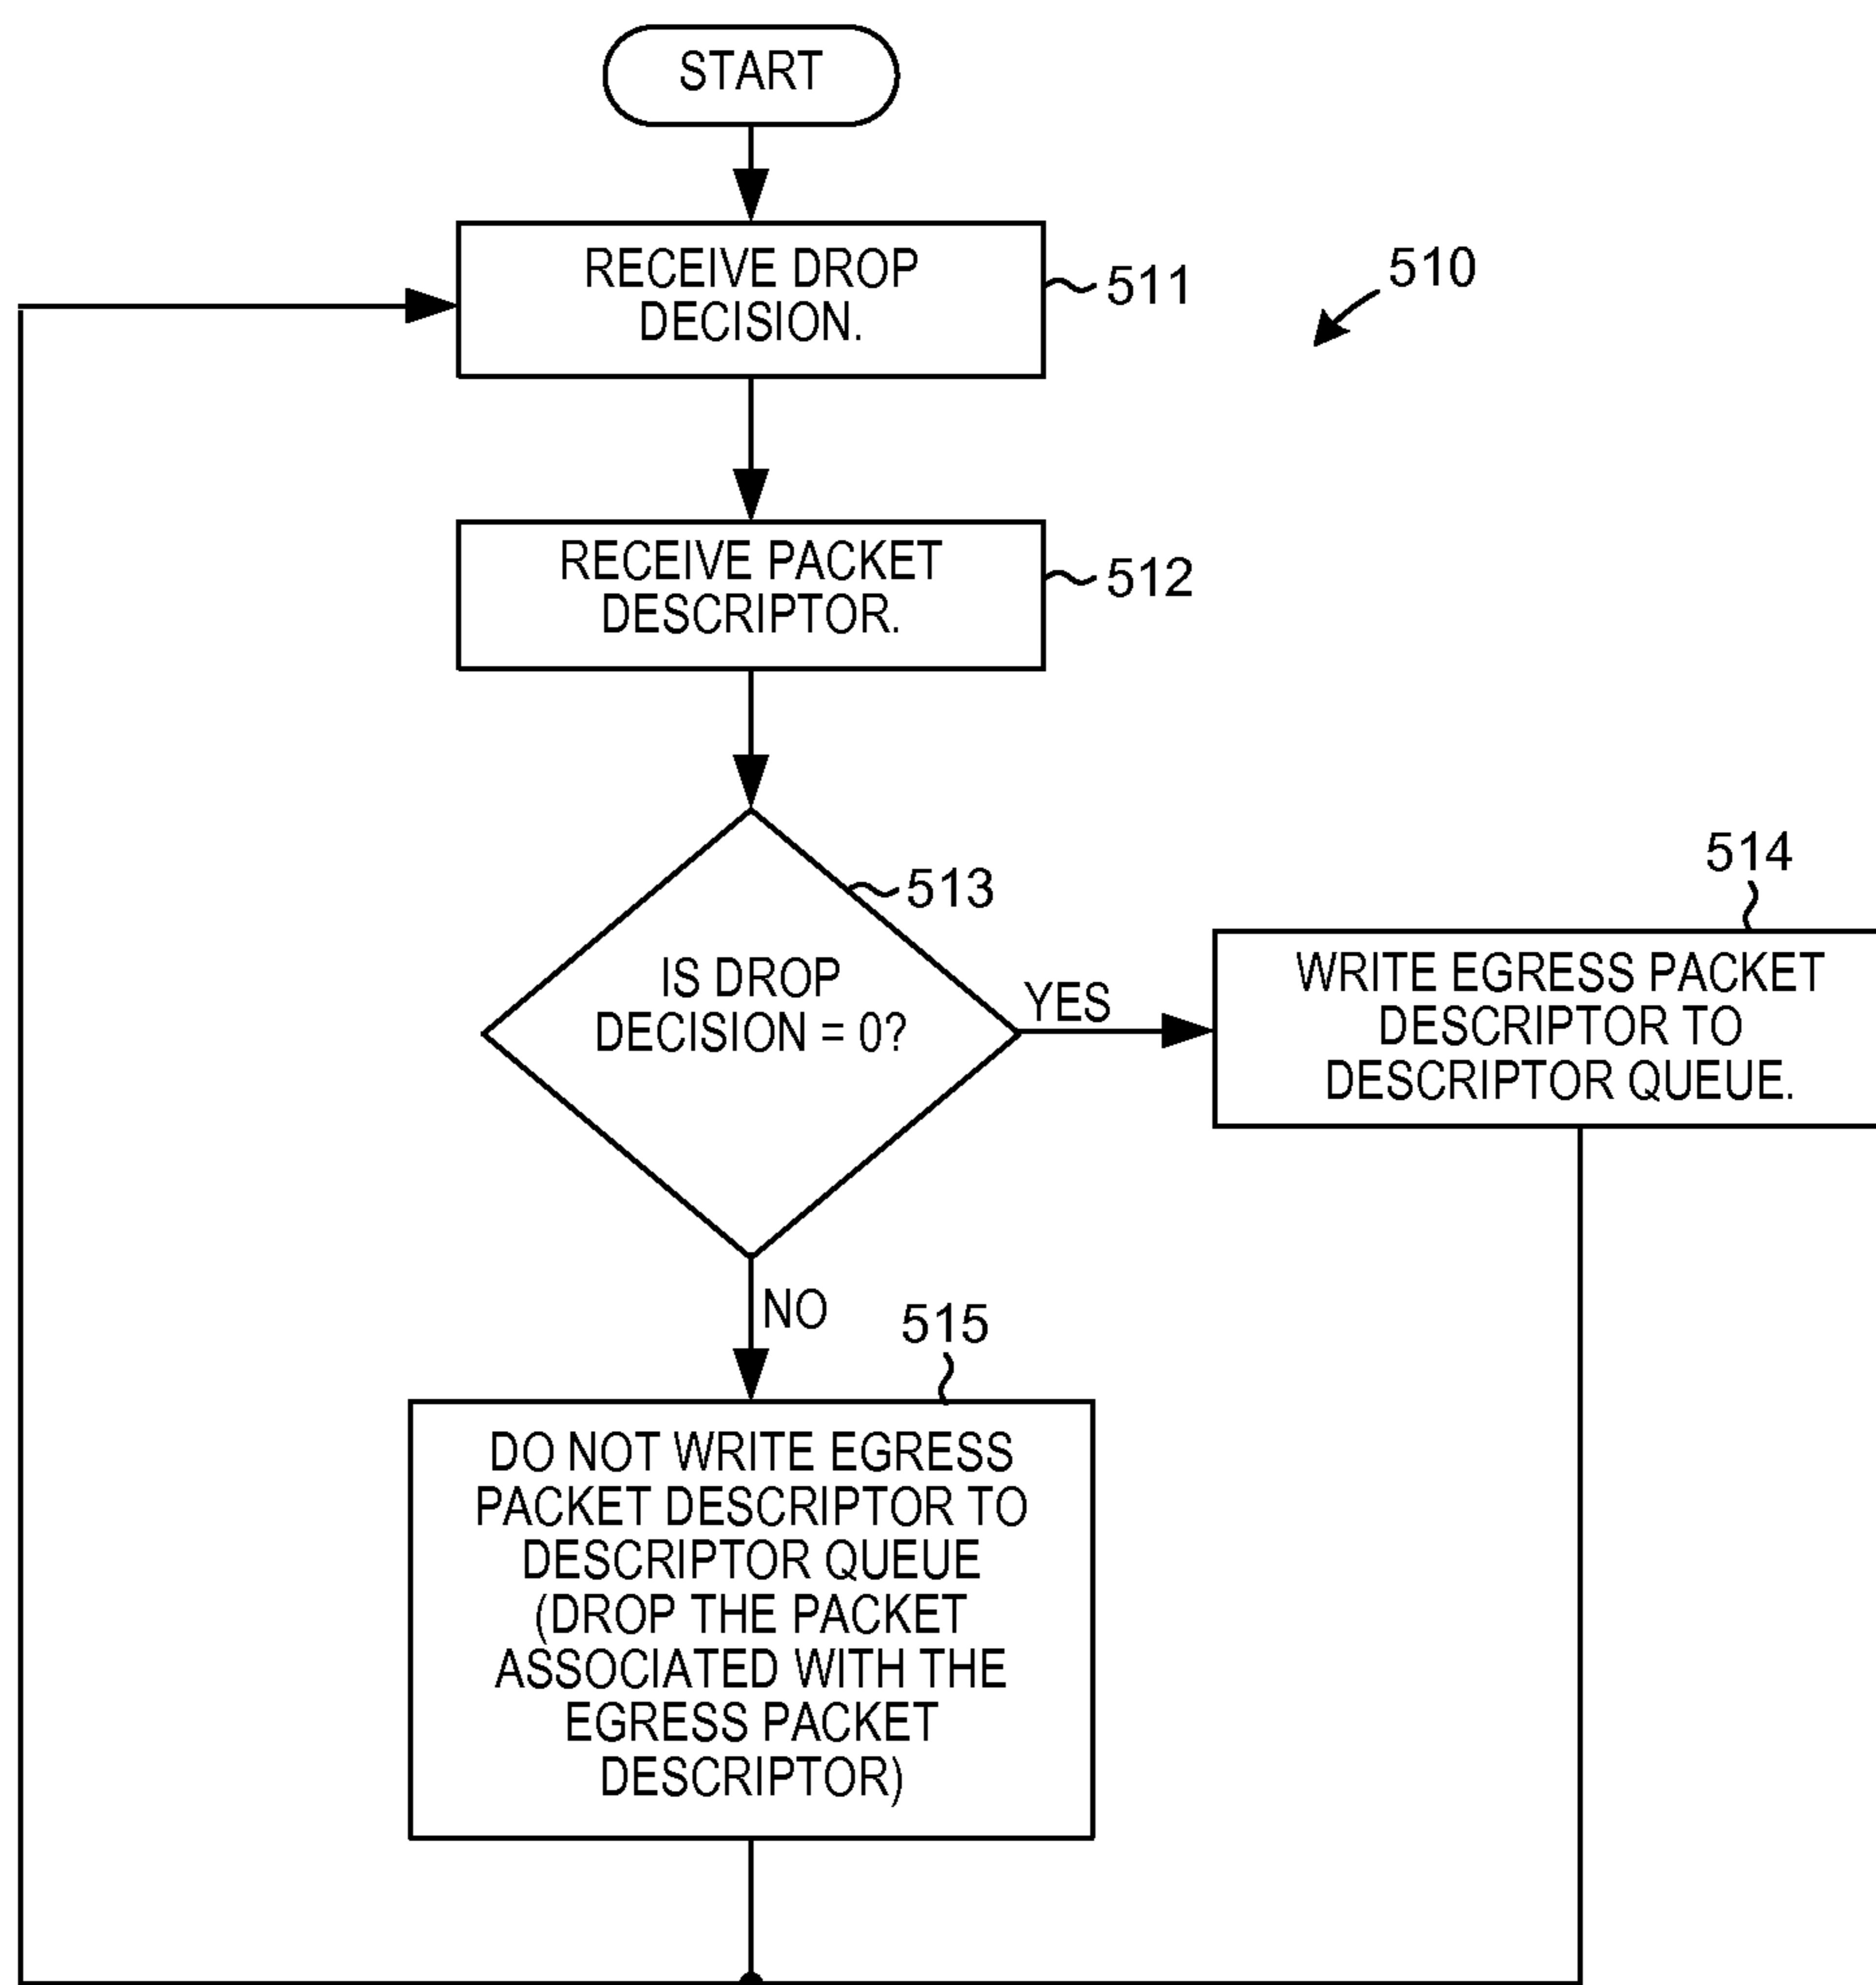 START
RECEIVE DROP
DECISION.
511
510
RECEIVE PACKET
DESCRIPTOR.
512
513
IS DROP
DECISION = 0?
YES
514
WRITE EGRESS PACKET
DESCRIPTOR TO
DESCRIPTOR QUEUE.
NO
515
DO NOT WRITE EGRESS
PACKET DESCRIPTOR TO
DESCRIPTOR QUEUE
(DROP THE PACKET
ASSOCIATED WITH THE
EGRESS PACKET
DESCRIPTOR)